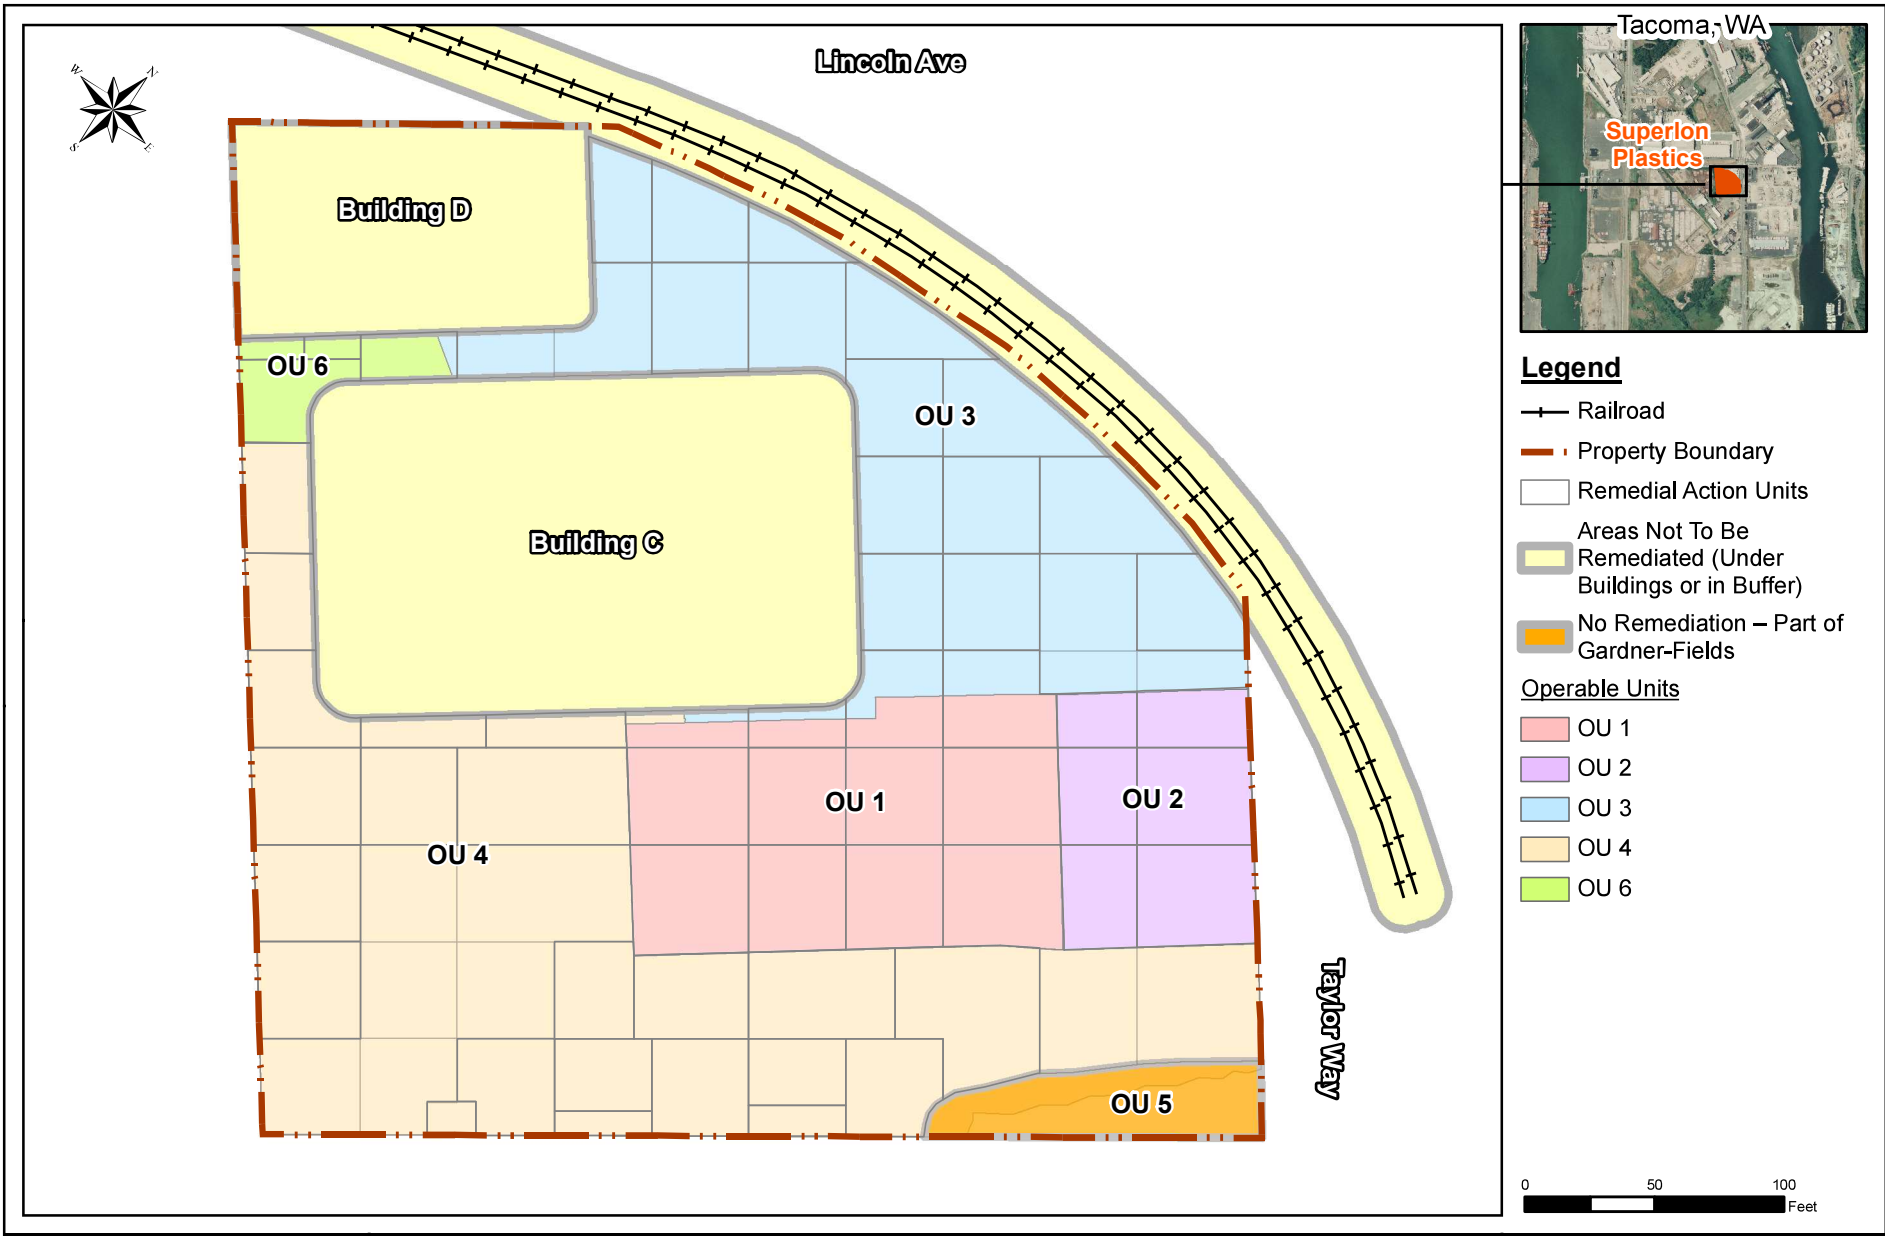 Lincoln Ave
W
N
S
E
Building D
OU 6
OU 3
Building C
OU 1
OU 2
OU 4
OU 5
Taylor Way
Tacoma, WA
Superlon
Plastics
Legend
Railroad
Property Boundary
Remedial Action Units
Areas Not To Be
Remediated (Under
Buildings or in Buffer)
No Remediation – Part of
Gardner-Fields
Operable Units
OU 1
OU 2
OU 3
OU 4
OU 6
0 50 100
Feet